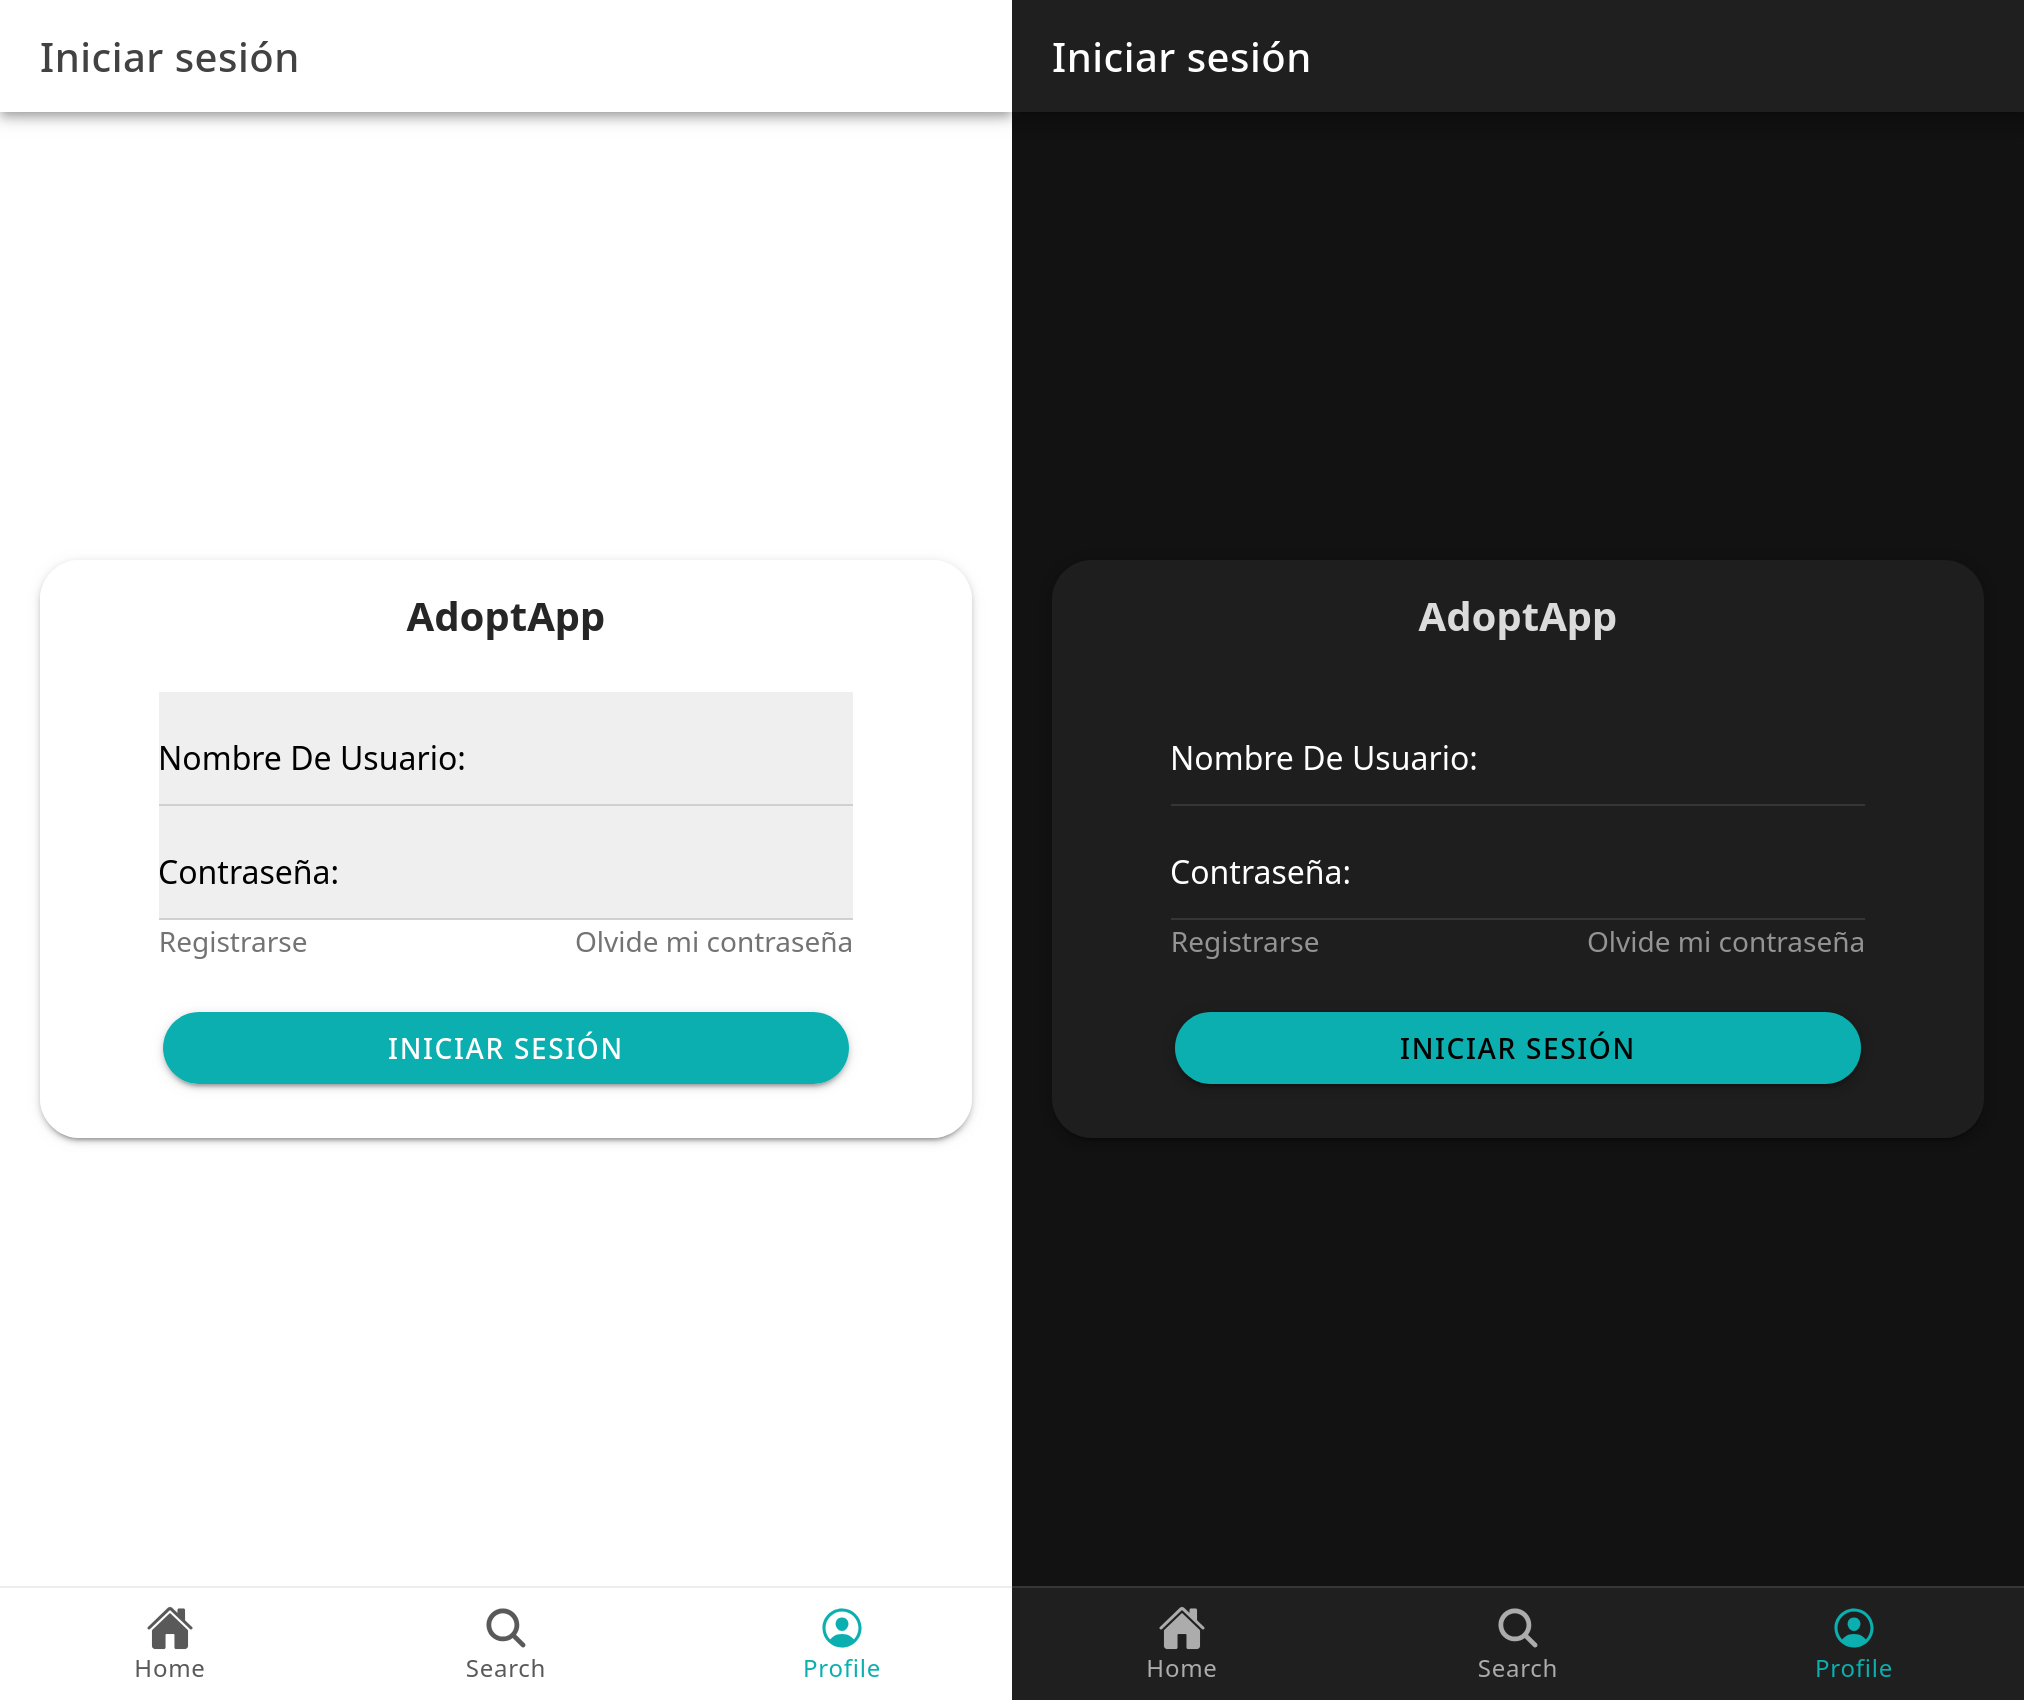 Iniciar sesión
AdoptApp
Nombre De Usuario:
Contraseña:
Registrarse Olvide mi contraseña
INICIAR SESIÓN
Home Search Profile
Iniciar sesión
AdoptApp
Nombre De Usuario:
Contraseña:
Registrarse Olvide mi contraseña
INICIAR SESIÓN
Home Search Profile